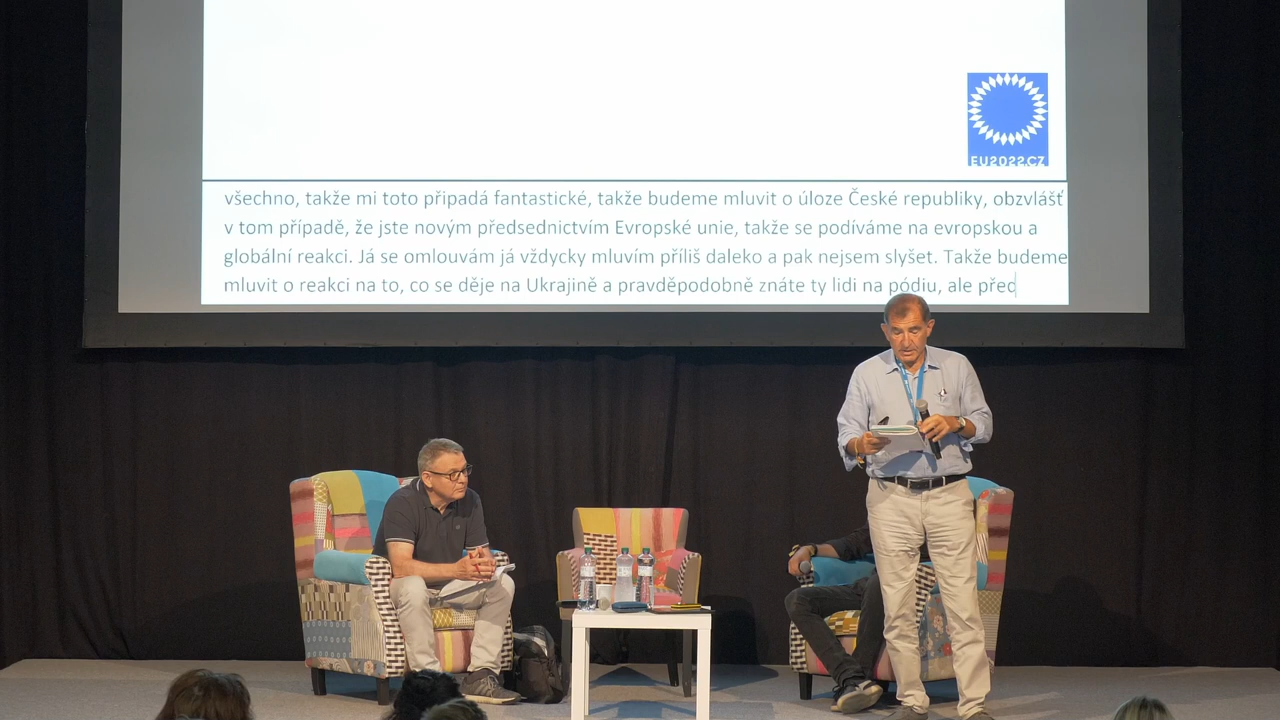 EU2022.CZ
všechno, takže mi toto připadá fantastické, takže budeme mluvit o úloze České republiky, obzvlášť
v tom případě, že jste novým předsednictvím Evropské unie, takže se podíváme na evropskou a
globální reakci. Já se omlouvám já vždycky mluvím příliš daleko a pak nejsem slyšet. Takže budeme
mluvit o reakci na to, co se děje na Ukrajině a pravděpodobně znáte ty lidi na pódiu, ale před